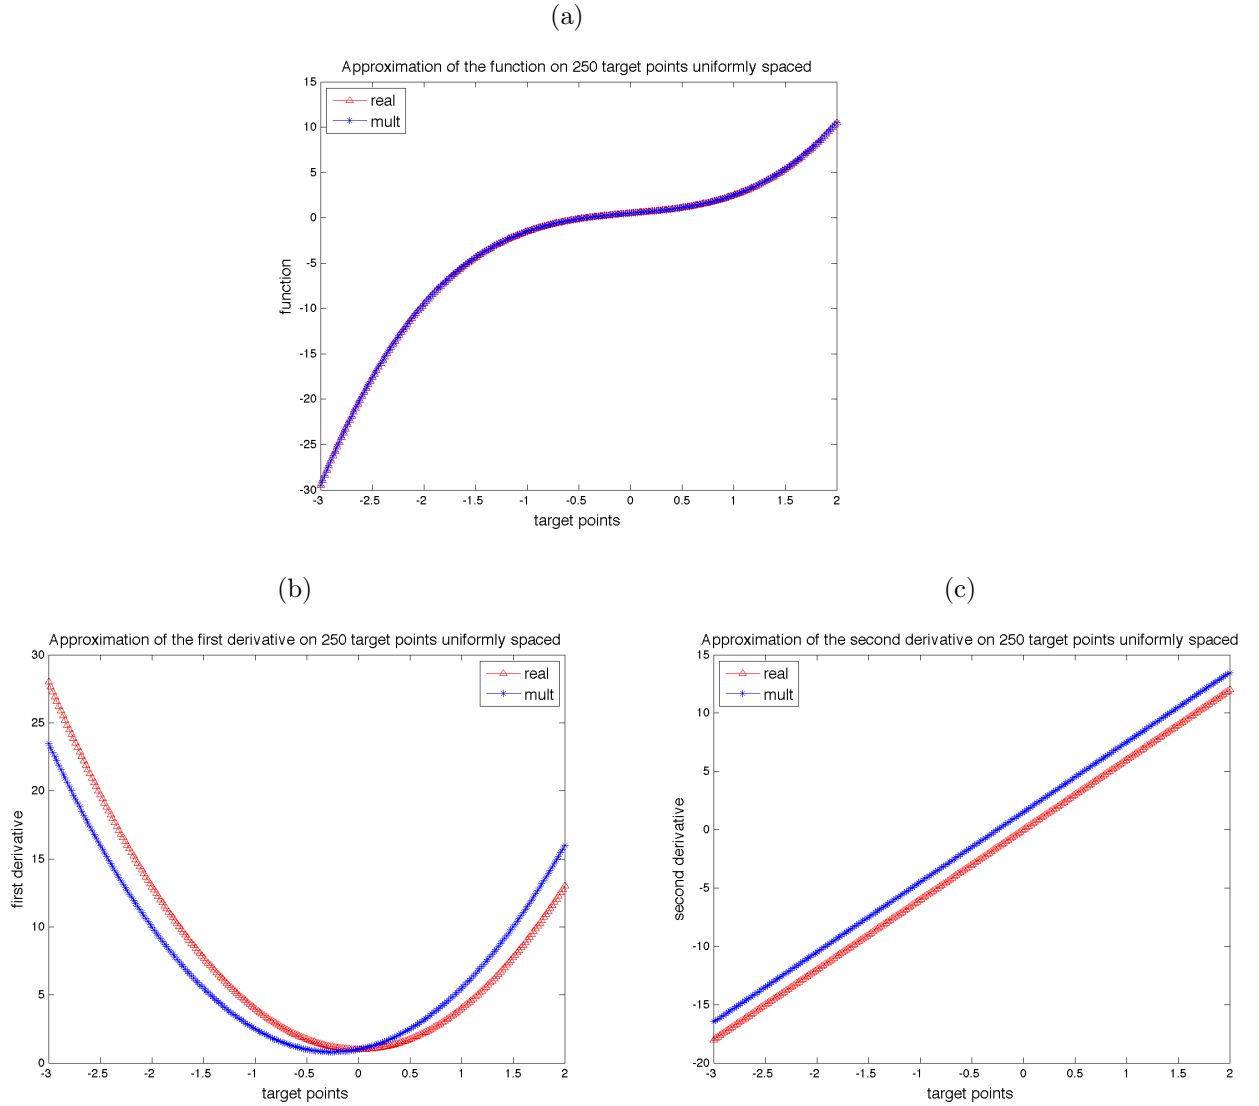 (a)
Approximation of the function on 250 target points uniformly spaced
real
mult
15
10
5
0
-5
-10
-15
-20
-25
-30
function
-3 -2.5 -2 -1.5 -1 -0.5 0 0.5 1 1.5 2
target points
(b)
Approximation of the first derivative on 250 target points uniformly spaced
real
mult
30
25
20
15
10
5
0
first derivative
-3 -2.5 -2 -1.5 -1 -0.5 0 0.5 1 1.5 2
target points
(c)
Approximation of the second derivative on 250 target points uniformly spaced
real
mult
15
10
5
0
-5
-10
-15
-20
second derivative
-3 -2.5 -2 -1.5 -1 -0.5 0 0.5 1 1.5 2
target points